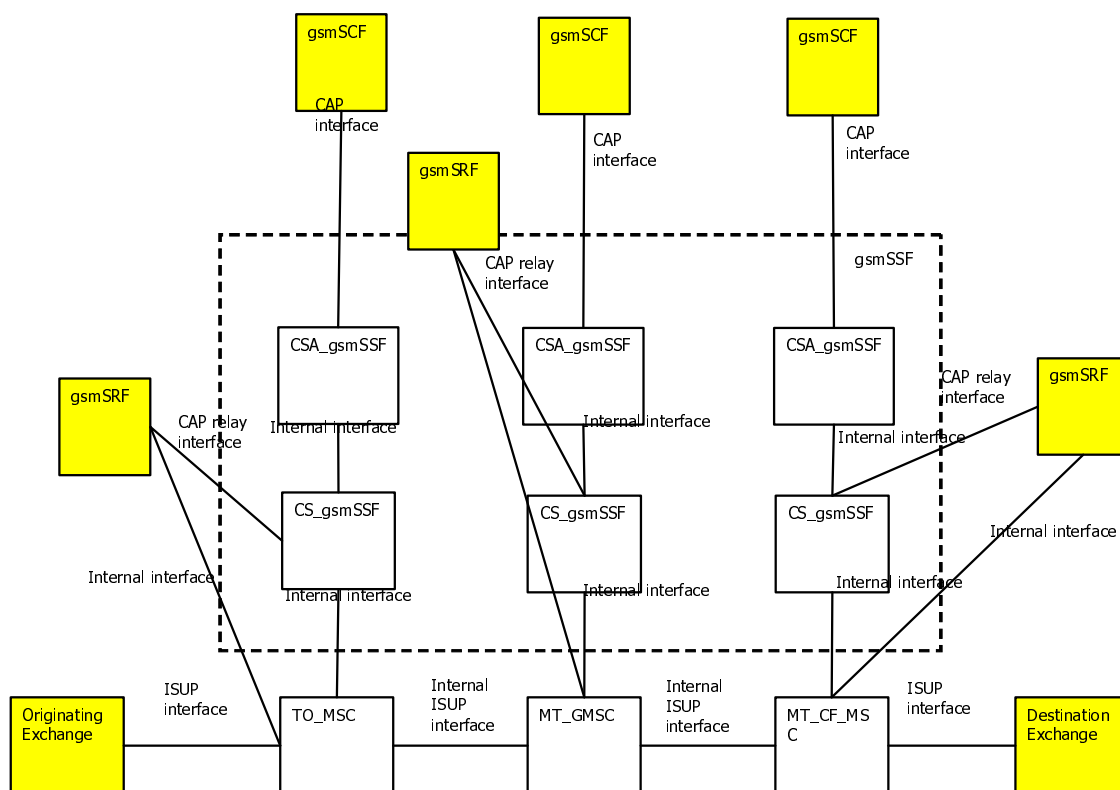 gsmSCF
gsmSCF
gsmSCF
CAP
interface
CAP
interface
CAP
interface
gsmSRF
CAP relay
interface
gsmSSF
CSA_gsmSSF
CSA_gsmSSF
CSA_gsmSSF
gsmSRF
gsmSRF
CAP relay
interface
CAP relay
interface
Internal interface
Internal interface
Internal interface
CS_gsmSSF
CS_gsmSSF
CS_gsmSSF
Internal interface
Internal interface
Internal interface
Internal interface
Internal interface
Originating
Exchange
ISUP
interface
TO_MSC
Internal
ISUP
interface
MT_GMSC
Internal
ISUP
interface
MT_CF_MS
C
ISUP
interface
Destination
Exchange